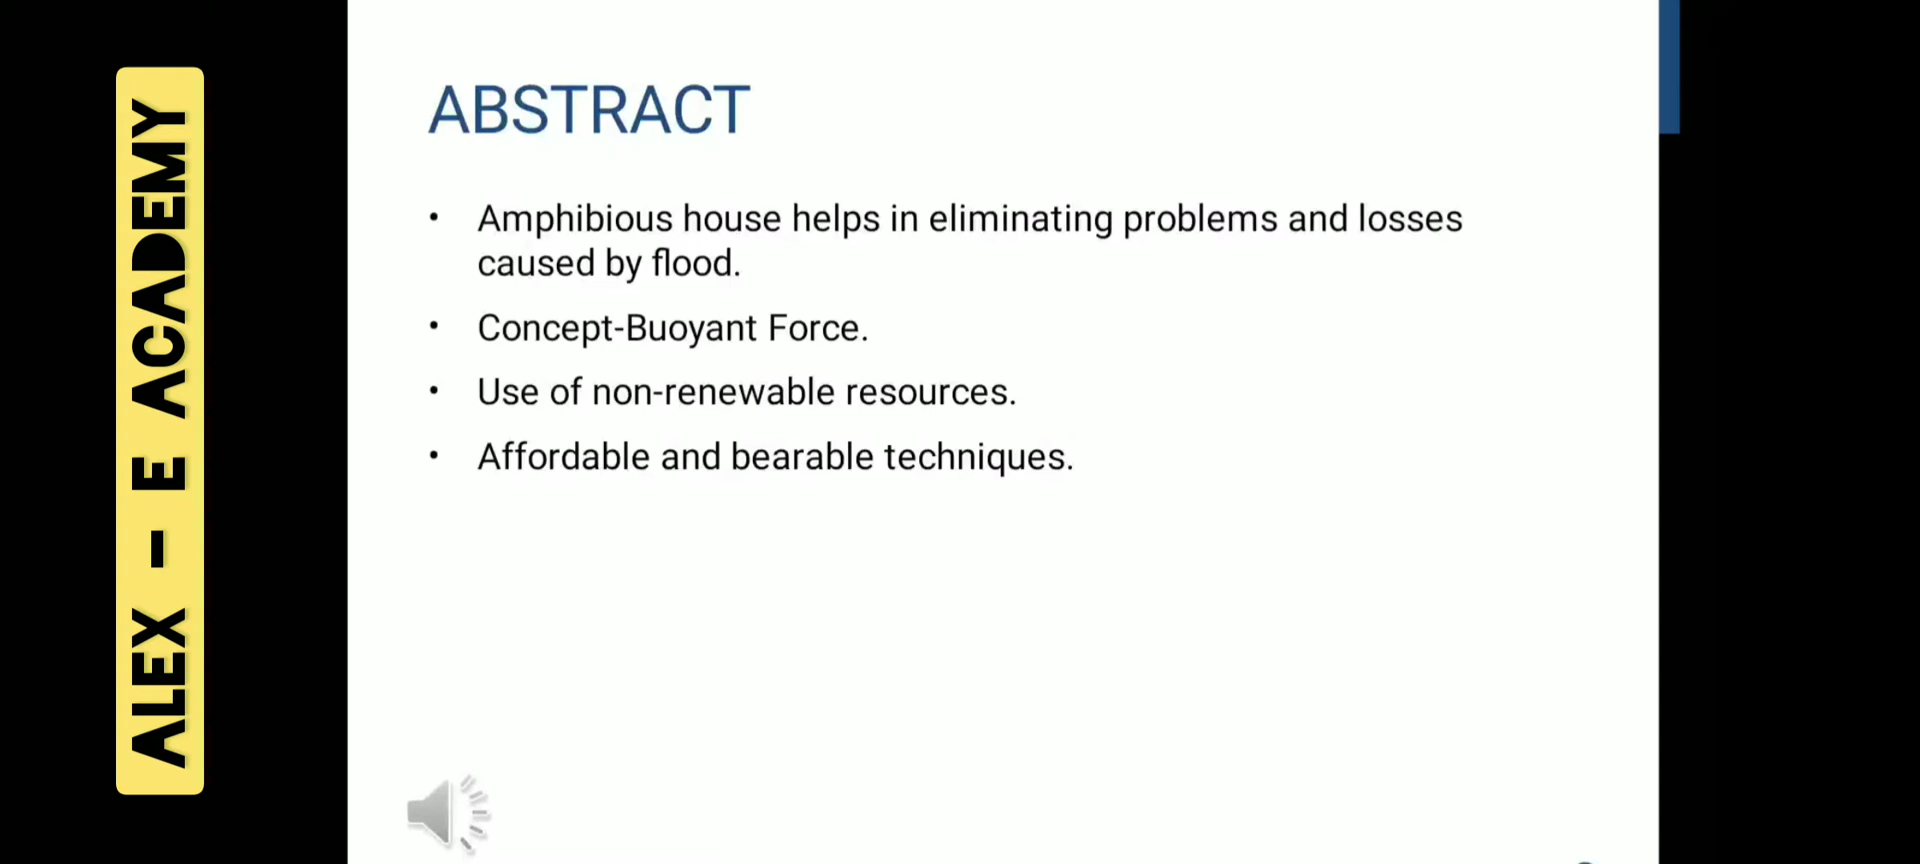 ALEX - E ACADEMY
ABSTRACT
• Amphibious house helps in eliminating problems and losses
caused by flood.
• Concept-Buoyant Force.
• Use of non-renewable resources.
• Affordable and bearable techniques.